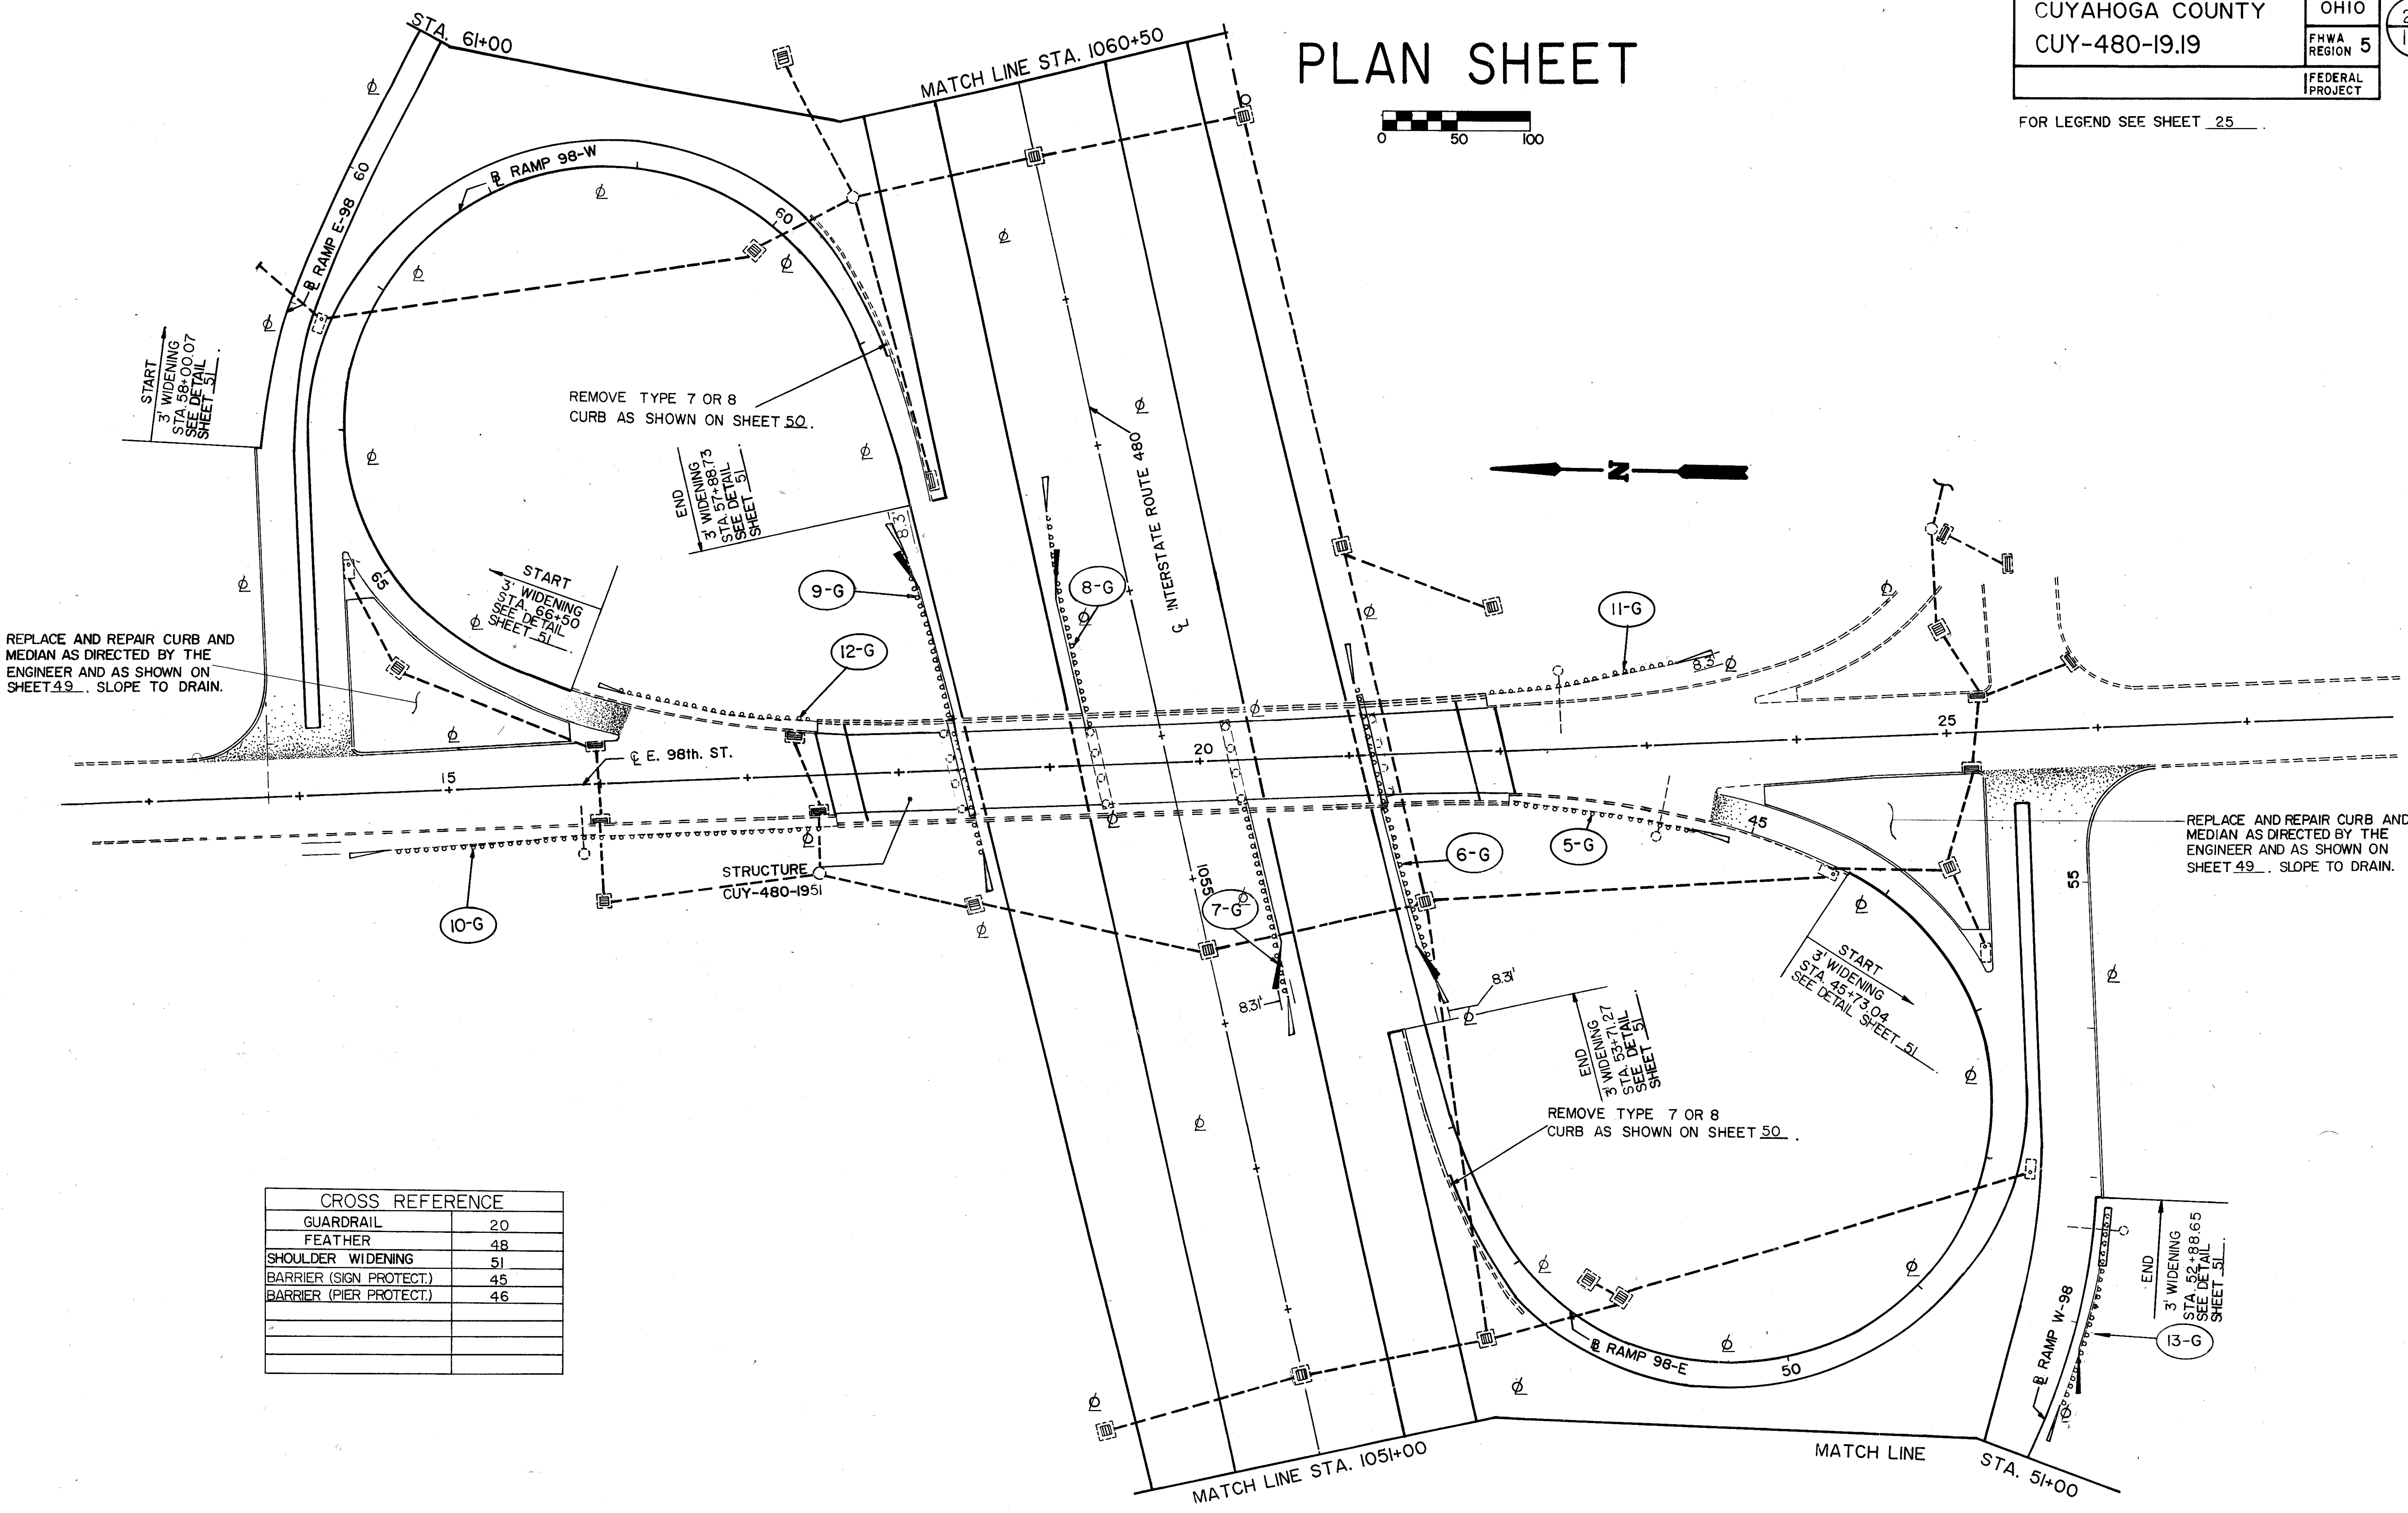 PLAN SHEET
0 50 100
CUYAHOGA COUNTY
CUY-480-19.19
OHIO
FHWA
REGION 5
FEDERAL
PROJECT
FOR LEGEND SEE SHEET 25.
STA. 61+00
MATCH LINE STA. 1060+50
℄ INTERSTATE ROUTE 480
N
B RAMP 98-W
60
65
B RAMP E-98
60
START
3' WIDENING
STA. 58+00.07
SEE DETAIL
SHEET 51.
REMOVE TYPE 7 OR 8
CURB AS SHOWN ON SHEET 50.
END
3' WIDENING
STA. 57+88.73
SEE DETAIL
SHEET 51.
8.3'
START
3' WIDENING
STA. 66+50
SEE DETAIL
SHEET 51.
REPLACE AND REPAIR CURB AND
MEDIAN AS DIRECTED BY THE
ENGINEER AND AS SHOWN ON
SHEET 49. SLOPE TO DRAIN.
9-G
8-G
12-G
11-G
8.3'
15
℄ E. 98th. ST.
20
25
10-G
STRUCTURE
CUY-480-1951
1055
7-G
8.31'
6-G
5-G
45
REPLACE AND REPAIR CURB AND
MEDIAN AS DIRECTED BY THE
ENGINEER AND AS SHOWN ON
SHEET 49. SLOPE TO DRAIN.
55
8.31'
END
3' WIDENING
STA. 53+71.27
SEE DETAIL
SHEET 51.
START
3' WIDENING
STA. 45+73.04
SEE DETAIL SHEET 51
REMOVE TYPE 7 OR 8
CURB AS SHOWN ON SHEET 50.
B RAMP 98-E
50
B RAMP W-98
END
3' WIDENING
STA. 52+88.65
SEE DETAIL
SHEET 51.
13-G
MATCH LINE STA. 1051+00
MATCH LINE STA. 51+00
CROSS REFERENCE
GUARDRAIL 20
FEATHER 48
SHOULDER WIDENING 51
BARRIER (SIGN PROTECT.) 45
BARRIER (PIER PROTECT.) 46